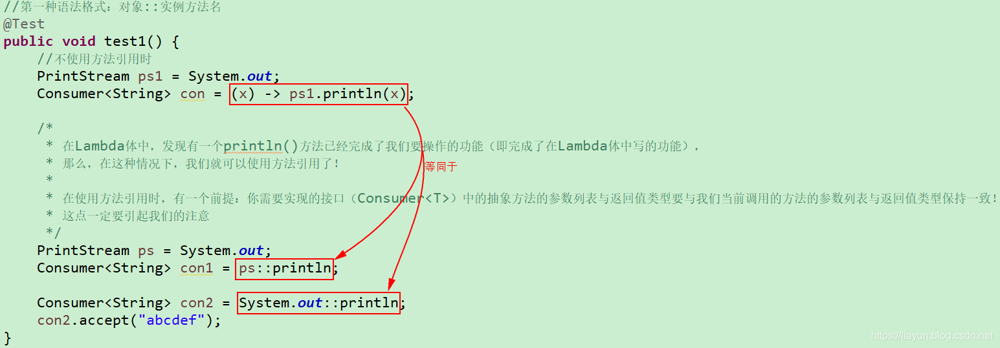 //第一种语法格式：对象::实例方法名
@Test
public void test1() {
//不使用方法引用时
PrintStream ps1 = System.out;
Consumer<String> con = (x) -> ps1.println(x);
/*
* 在Lambda体中，发现有一个println()方法已经完成了我们要操作的功能（即完成了在Lambda体中写的功能），
* 那么，在这种情况下，我们就可以使用方法引用了！
等同于
*
* 在使用方法引用时，有一个前提：你需要实现的接口（Consumer<T>）中的抽象方法的参数列表与返回值类型要与我们当前调用的方法的参数列表与返回值类型保持一致！
* 这点一定要引起我们的注意
*/
PrintStream ps = System.out;
Consumer<String> con1 = ps::println;
Consumer<String> con2 = System.out::println;
con2.accept("abcdef");
}
https://liayun.blog.csdn.net